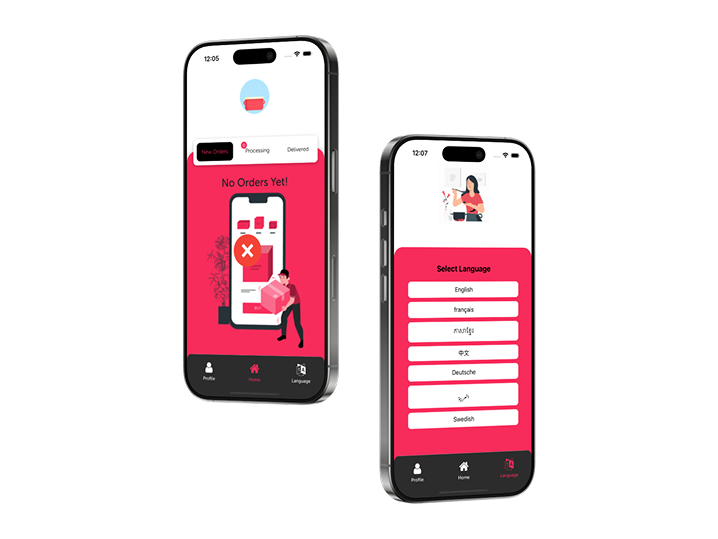 12:05
New Orders
0
Processing
Delivered
No Orders Yet!
Profile
Home
Language
12:07
Select Language
English
français
ភាសាខ្មែរ
中文
Deutsche
Swedish
Profile
Home
Language